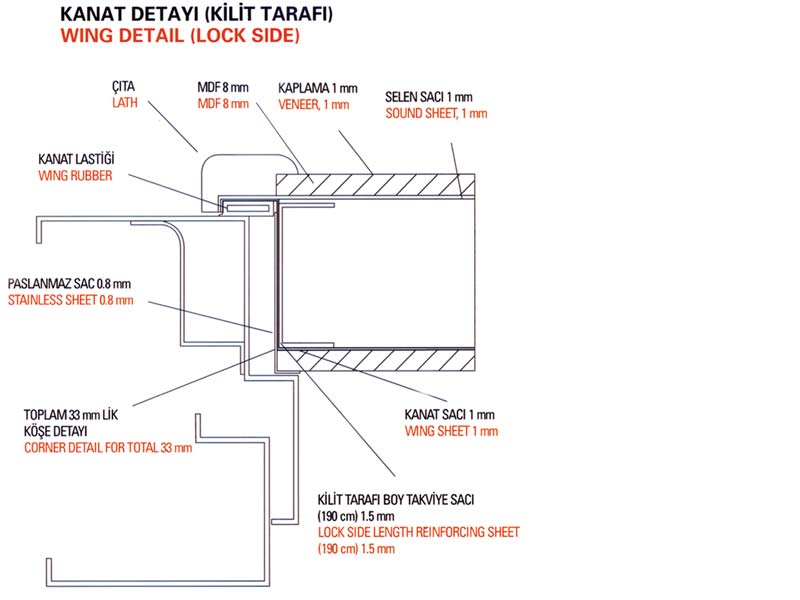 KANAT DETAYI (KİLİT TARAFI)
WING DETAIL (LOCK SIDE)
ÇITA
LATH
MDF 8 mm
MDF 8 mm
KAPLAMA 1 mm
VENEER, 1 mm
SELEN SACI 1 mm
SOUND SHEET, 1 mm
KANAT LASTİĞİ
WING RUBBER
PASLANMAZ SAC 0.8 mm
STAINLESS SHEET 0.8 mm
TOPLAM 33 mm LİK
KÖŞE DETAYI
CORNER DETAIL FOR TOTAL 33 mm
KANAT SACI 1 mm
WING SHEET 1 mm
KİLİT TARAFI BOY TAKVİYE SACI
(190 cm) 1.5 mm
LOCK SIDE LENGTH REINFORCING SHEET
(190 cm) 1.5 mm